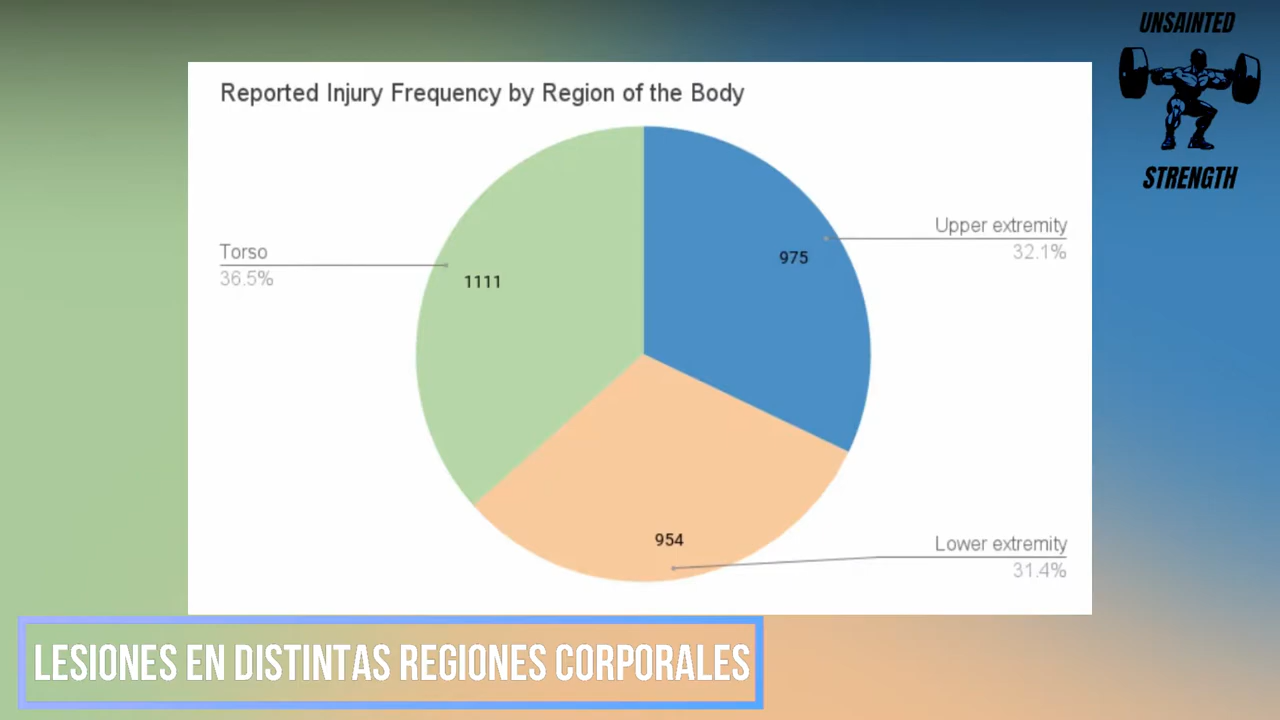 UNSAINTED
STRENGTH
Reported Injury Frequency by Region of the Body
Upper extremity
32.1%
975
Torso
36.5%
1111
954
Lower extremity
31.4%
LESIONES EN DISTINTAS REGIONES CORPORALES